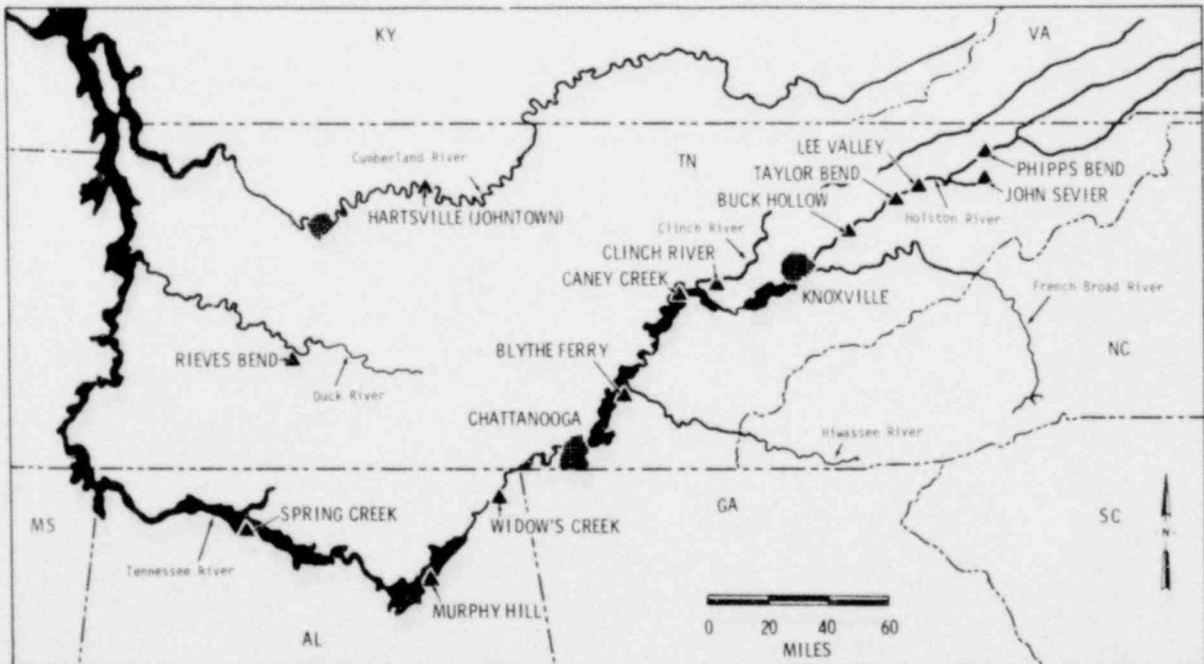 KY
VA
Cumberland River
TN
LEE VALLEY
TAYLOR BEND
PHIPPS BEND
JOHN SEVIER
HARTSVILLE (JOHNTOWN)
BUCK HOLLOW
Holston River
Clinch River
CLINCH RIVER
CANEY CREEK
KNOXVILLE
French Broad River
RIEVES BEND
BLYTHE FERRY
NC
Duck River
CHATTANOOGA
Hiwassee River
MS
SPRING CREEK
WIDOW'S CREEK
GA
SC
N
Tennessee River
MURPHY HILL
0 20 40 60
MILES
AL